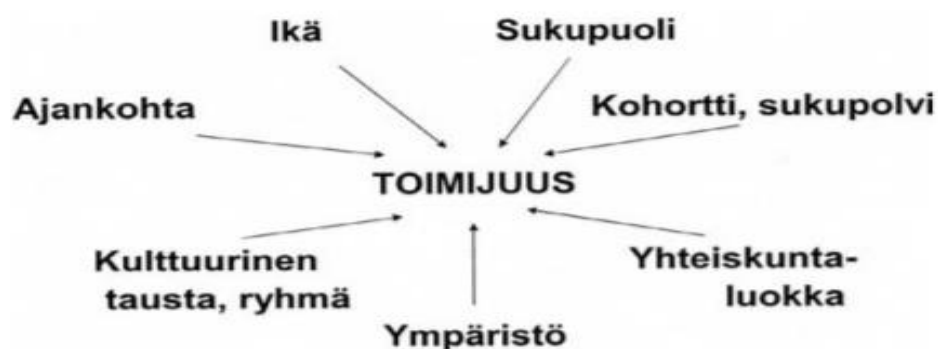 Ikä
Sukupuoli
Ajankohta
Kohortti, sukupolvi
TOIMIJUUS
Kulttuurinen
tausta, ryhmä
Yhteiskunta-
luokka
Ympäristö